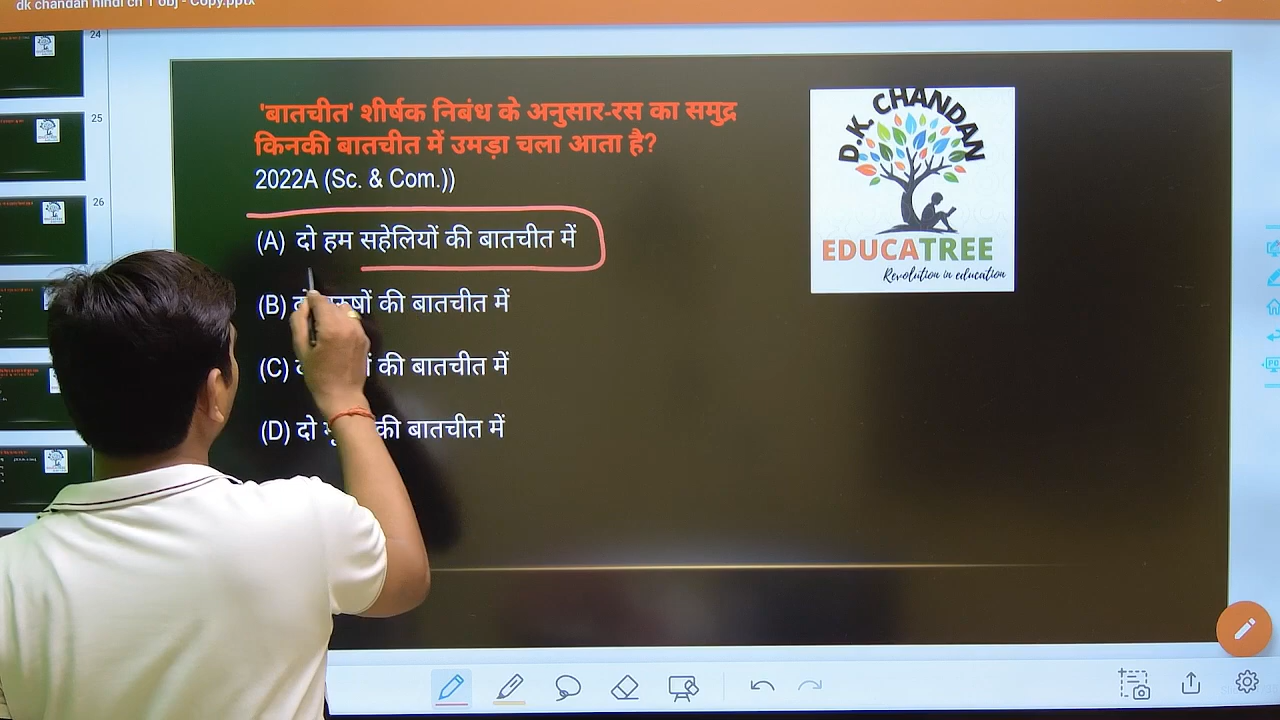 dk chandan hindi ch 1 obj - Copy.pptx
24
25
26
'बातचीत' शीर्षक निबंध के अनुसार-रस का समुद्र
किनकी बातचीत में उमड़ा चला आता है?
2022A (Sc. & Com.))
(A) दो हम सहेलियों की बातचीत में
(B) की बातचीत में
(C) की बातचीत में
(D) दो की बातचीत में
D.K. CHANDAN
EDUCATREE
Revolution in education